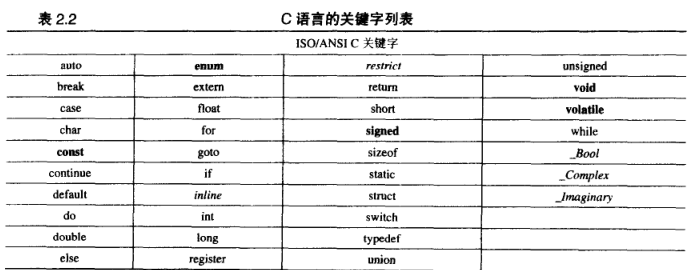 表 2.2 C 语言的关键字列表
ISO/ANSI C 关键字
auto enum restrict unsigned
break extern return void
case float short volatile
char for signed while
const goto sizeof _Bool
continue if static _Complex
default inline struct _Imaginary
do int switch
double long typedef
else register union